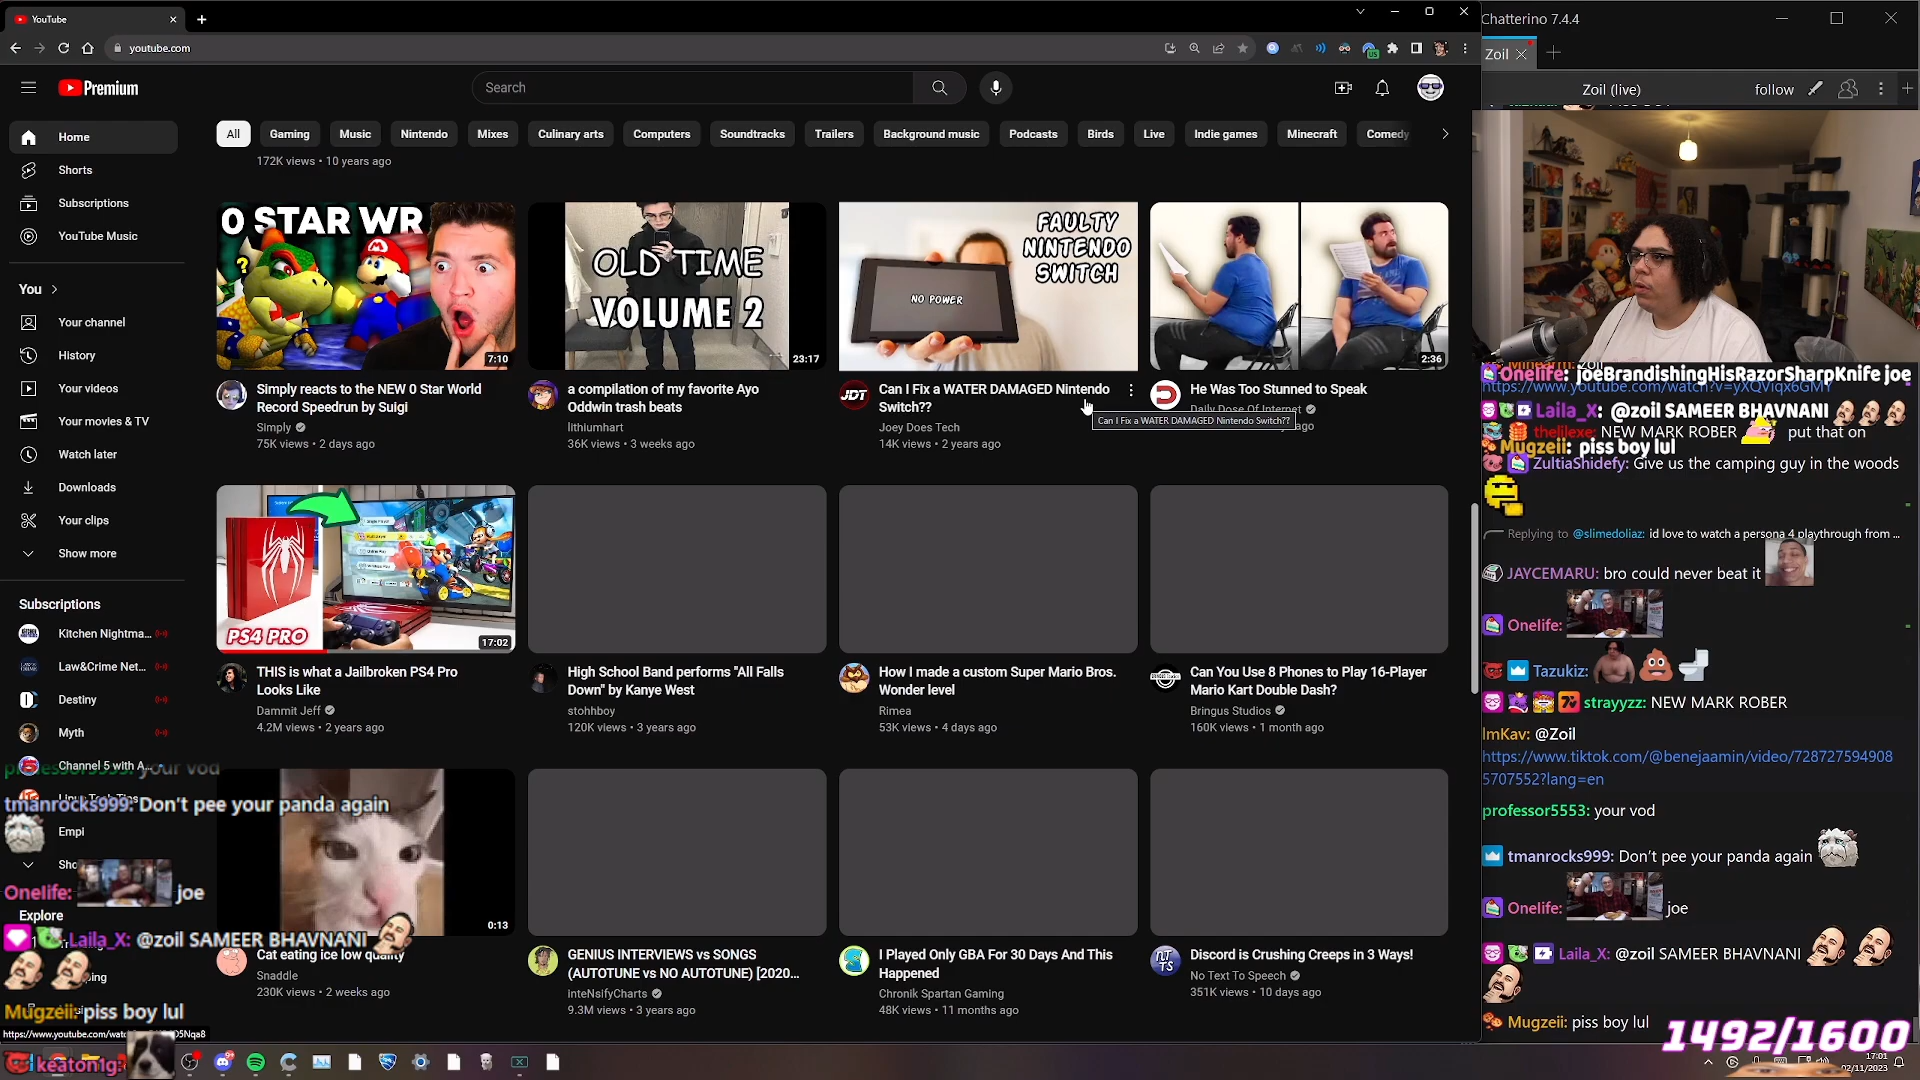 YouTube
youtube.com
Premium
Search
All
Gaming
Music
Nintendo
Mixes
Culinary arts
Computers
Soundtracks
Trailers
Background music
Podcasts
Birds
Live
Indie games
Minecraft
Comedy
Home
Shorts
Subscriptions
YouTube Music
You
Your channel
History
Your videos
Your movies & TV
Watch later
Downloads
Your clips
Show more
Subscriptions
Kitchen Nightma...
Law&Crime Net...
Destiny
Myth
Channel 5 with A...
Empi
Explore
172K views • 10 years ago
0 STAR WR
7:10
Simply reacts to the NEW 0 Star World
Record Speedrun by Suigi
Simply
75K views • 2 days ago
OLD TIME
VOLUME 2
23:17
a compilation of my favorite Ayo
Oddwin trash beats
lithiumhart
36K views • 3 weeks ago
FAULTY
NINTENDO
SWITCH
NO POWER
JDT
Can I Fix a WATER DAMAGED Nintendo
Switch??
Joey Does Tech
14K views • 2 years ago
Can I Fix a WATER DAMAGED Nintendo Switch??
2:36
He Was Too Stunned to Speak
Daily Dose Of Internet
ago
PS4 PRO
17:02
THIS is what a Jailbroken PS4 Pro
Looks Like
Dammit Jeff
4.2M views • 2 years ago
High School Band performs "All Falls
Down" by Kanye West
stohhboy
120K views • 3 years ago
How I made a custom Super Mario Bros.
Wonder level
Rimea
53K views • 4 days ago
Can You Use 8 Phones to Play 16-Player
Mario Kart Double Dash?
Bringus Studios
160K views • 1 month ago
0:13
Cat eating ice low quality
Snaddle
230K views • 2 weeks ago
GENIUS INTERVIEWS vs SONGS
(AUTOTUNE vs NO AUTOTUNE) [2020...
inteNsifyCharts
9.3M views • 3 years ago
I Played Only GBA For 30 Days And This
Happened
Chronik Spartan Gaming
48K views • 11 months ago
NT
TS
Discord is Crushing Creeps in 3 Ways!
No Text To Speech
351K views • 10 days ago
professor5553: your vod
tmanrocks999: Don't pee your panda again
Onelife: joe
Laila_X: @zoil SAMEER BHAVNANI
Mugzeii: piss boy lul
keaton1g:
Chatterino 7.4.4
Zoil
Zoil (live)
follow
Onelife: joeBrandishingHisRazorSharpKnife joe
https://www.youtube.com/watch?v=yXQViqx6GMY
Laila_X: @zoil SAMEER BHAVNANI
thelilexe: NEW MARK ROBER put that on
Mugzeii: piss boy lul
ZultiaShidefy: Give us the camping guy in the woods
Replying to @slimedoliaz: id love to watch a persona 4 playthrough from ...
JAYCEMARU: bro could never beat it
Onelife:
Tazukiz:
strayyzz: NEW MARK ROBER
ImKav: @Zoil
https://www.tiktok.com/@benejaamin/video/728727594908
5707552?lang=en
professor5553: your vod
tmanrocks999: Don't pee your panda again
Onelife: joe
Laila_X: @zoil SAMEER BHAVNANI
Mugzeii: piss boy lul
1492/1600
17:01
02/11/2023